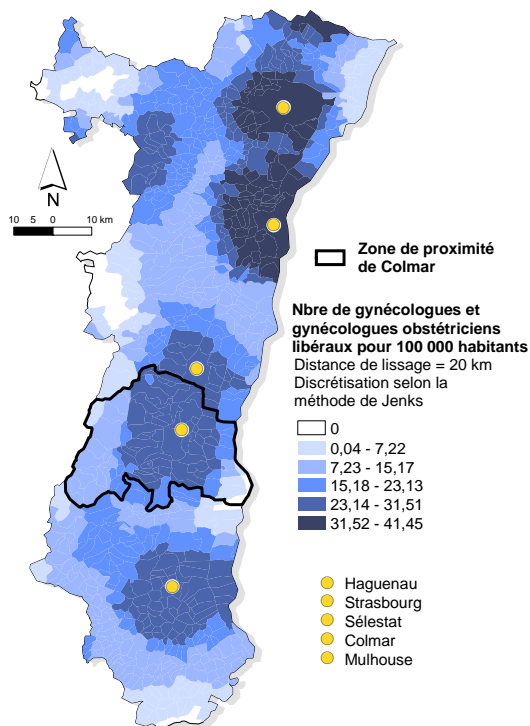 N
10 5 0 10 km
Zone de proximité
de Colmar
Nbre de gynécologues et
gynécologues obstétriciens
libéraux pour 100 000 habitants
Distance de lissage = 20 km
Discrétisation selon la
méthode de Jenks
0
0,04 - 7,22
7,23 - 15,17
15,18 - 23,13
23,14 - 31,51
31,52 - 41,45
Haguenau
Strasbourg
Sélestat
Colmar
Mulhouse